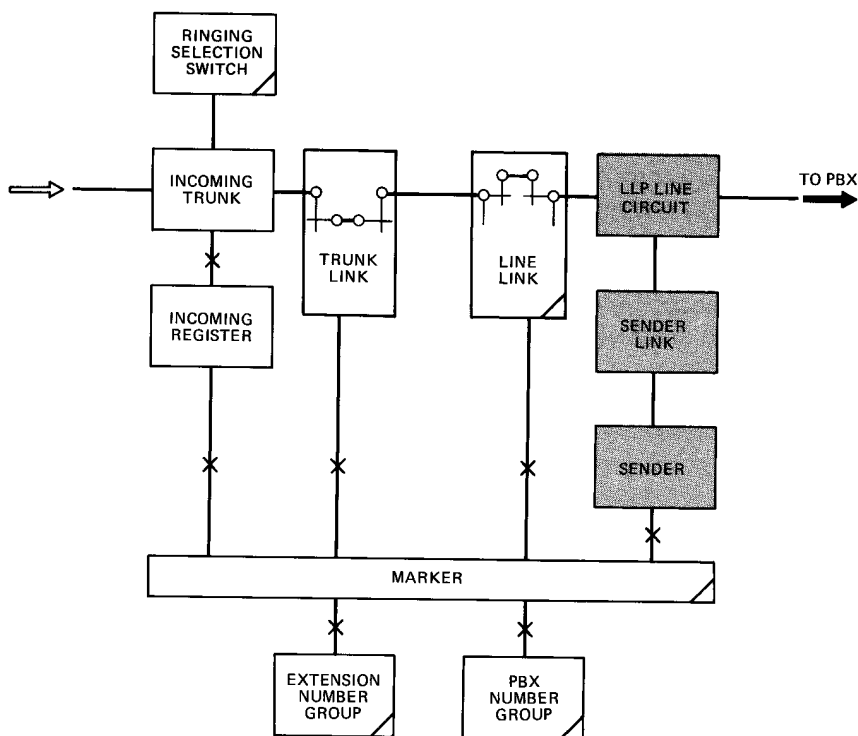 RINGING
SELECTION
SWITCH
INCOMING
TRUNK
TRUNK
LINK
LINE
LINK
LLP LINE
CIRCUIT
TO PBX
INCOMING
REGISTER
SENDER
LINK
SENDER
MARKER
EXTENSION
NUMBER
GROUP
PBX
NUMBER
GROUP